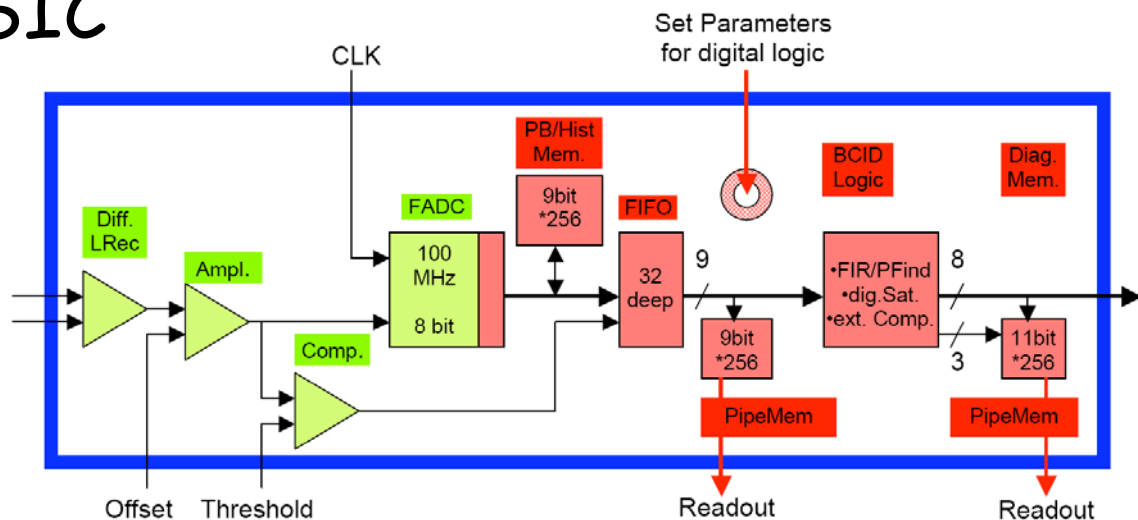 SIC
CLK
Set Parameters
for digital logic
PB/Hist
Mem.
9bit
*256
BCID
Logic
Diag.
Mem.
Diff.
LRec
Ampl.
FADC
100
MHz
8 bit
FIFO
32
deep
9
•FIR/PFind
•dig.Sat.
•ext. Comp.
8
3
Comp.
9bit
*256
11bit
*256
PipeMem
PipeMem
Offset
Threshold
Readout
Readout